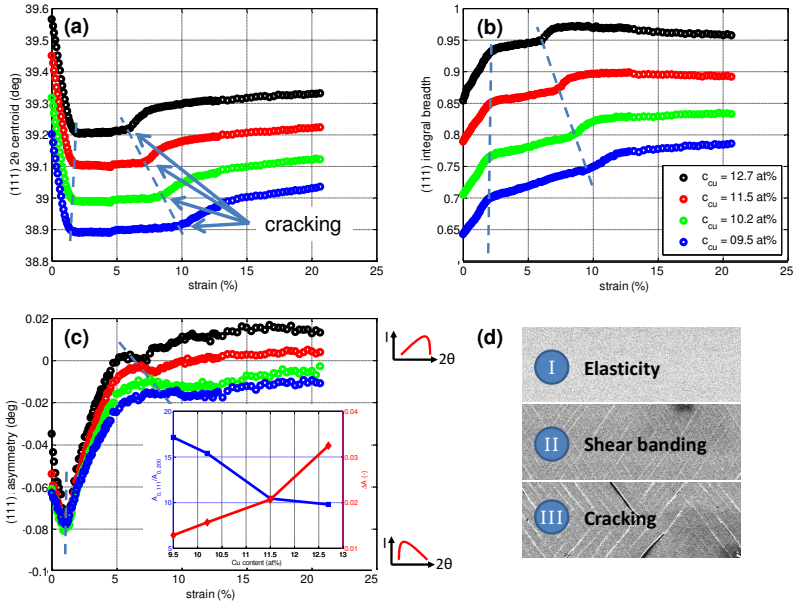 (a)
39.6
39.5
39.4
39.3
39.2
39.1
39
38.9
38.8
(111) 2θ centroid (deg)
0
5
10
15
20
25
strain (%)
cracking
(b)
1
0.95
0.9
0.85
0.8
0.75
0.7
0.65
(111) integral breadth
0
5
10
15
20
25
strain (%)
c_cu = 12.7 at%
c_cu = 11.5 at%
c_cu = 10.2 at%
c_cu = 09.5 at%
(c)
0.02
0
-0.02
-0.04
-0.06
-0.08
-0.1
(111): asymmetry (deg)
0
5
10
15
20
25
strain (%)
20
15
10
5
A_0, 111/A_0, 200
0.04
0.03
0.02
0.01
ΔA (-)
9.5
10
10.5
11
11.5
12
12.5
13
Cu content (at%)
I
2θ
I
2θ
(d)
I Elasticity
II Shear banding
III Cracking